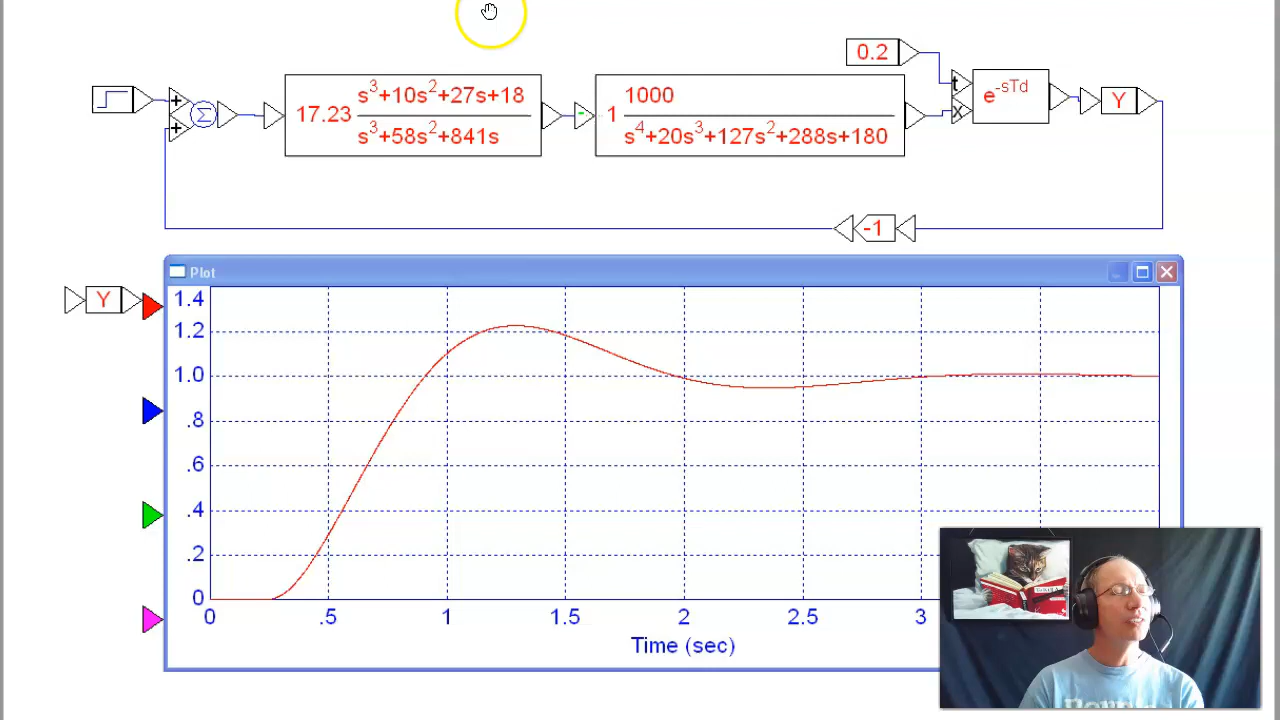 0.2
+
+
Σ
17.23 s³+10s²+27s+18
s³+58s²+841s
-
1 1000
s⁴+20s³+127s²+288s+180
t
X
e⁻ˢᵀᵈ
Y
-1
Plot
Y
1.4
1.2
1.0
.8
.6
.4
.2
0
0 .5 1 1.5 2 2.5 3
Time (sec)